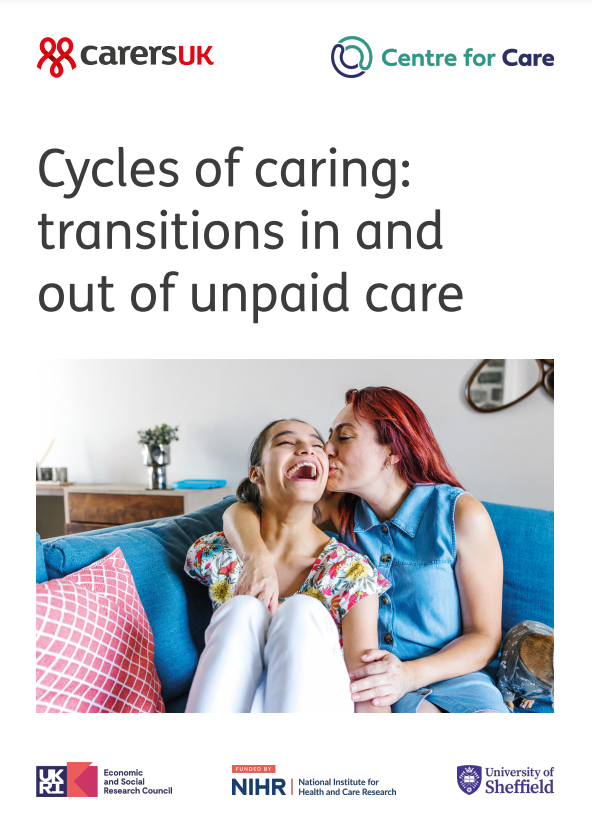 carersUK
Centre for Care
Cycles of caring:
transitions in and
out of unpaid care
UK
RI
Economic
and Social
Research Council
FUNDED BY
NIHR
National Institute for
Health and Care Research
University of
Sheffield